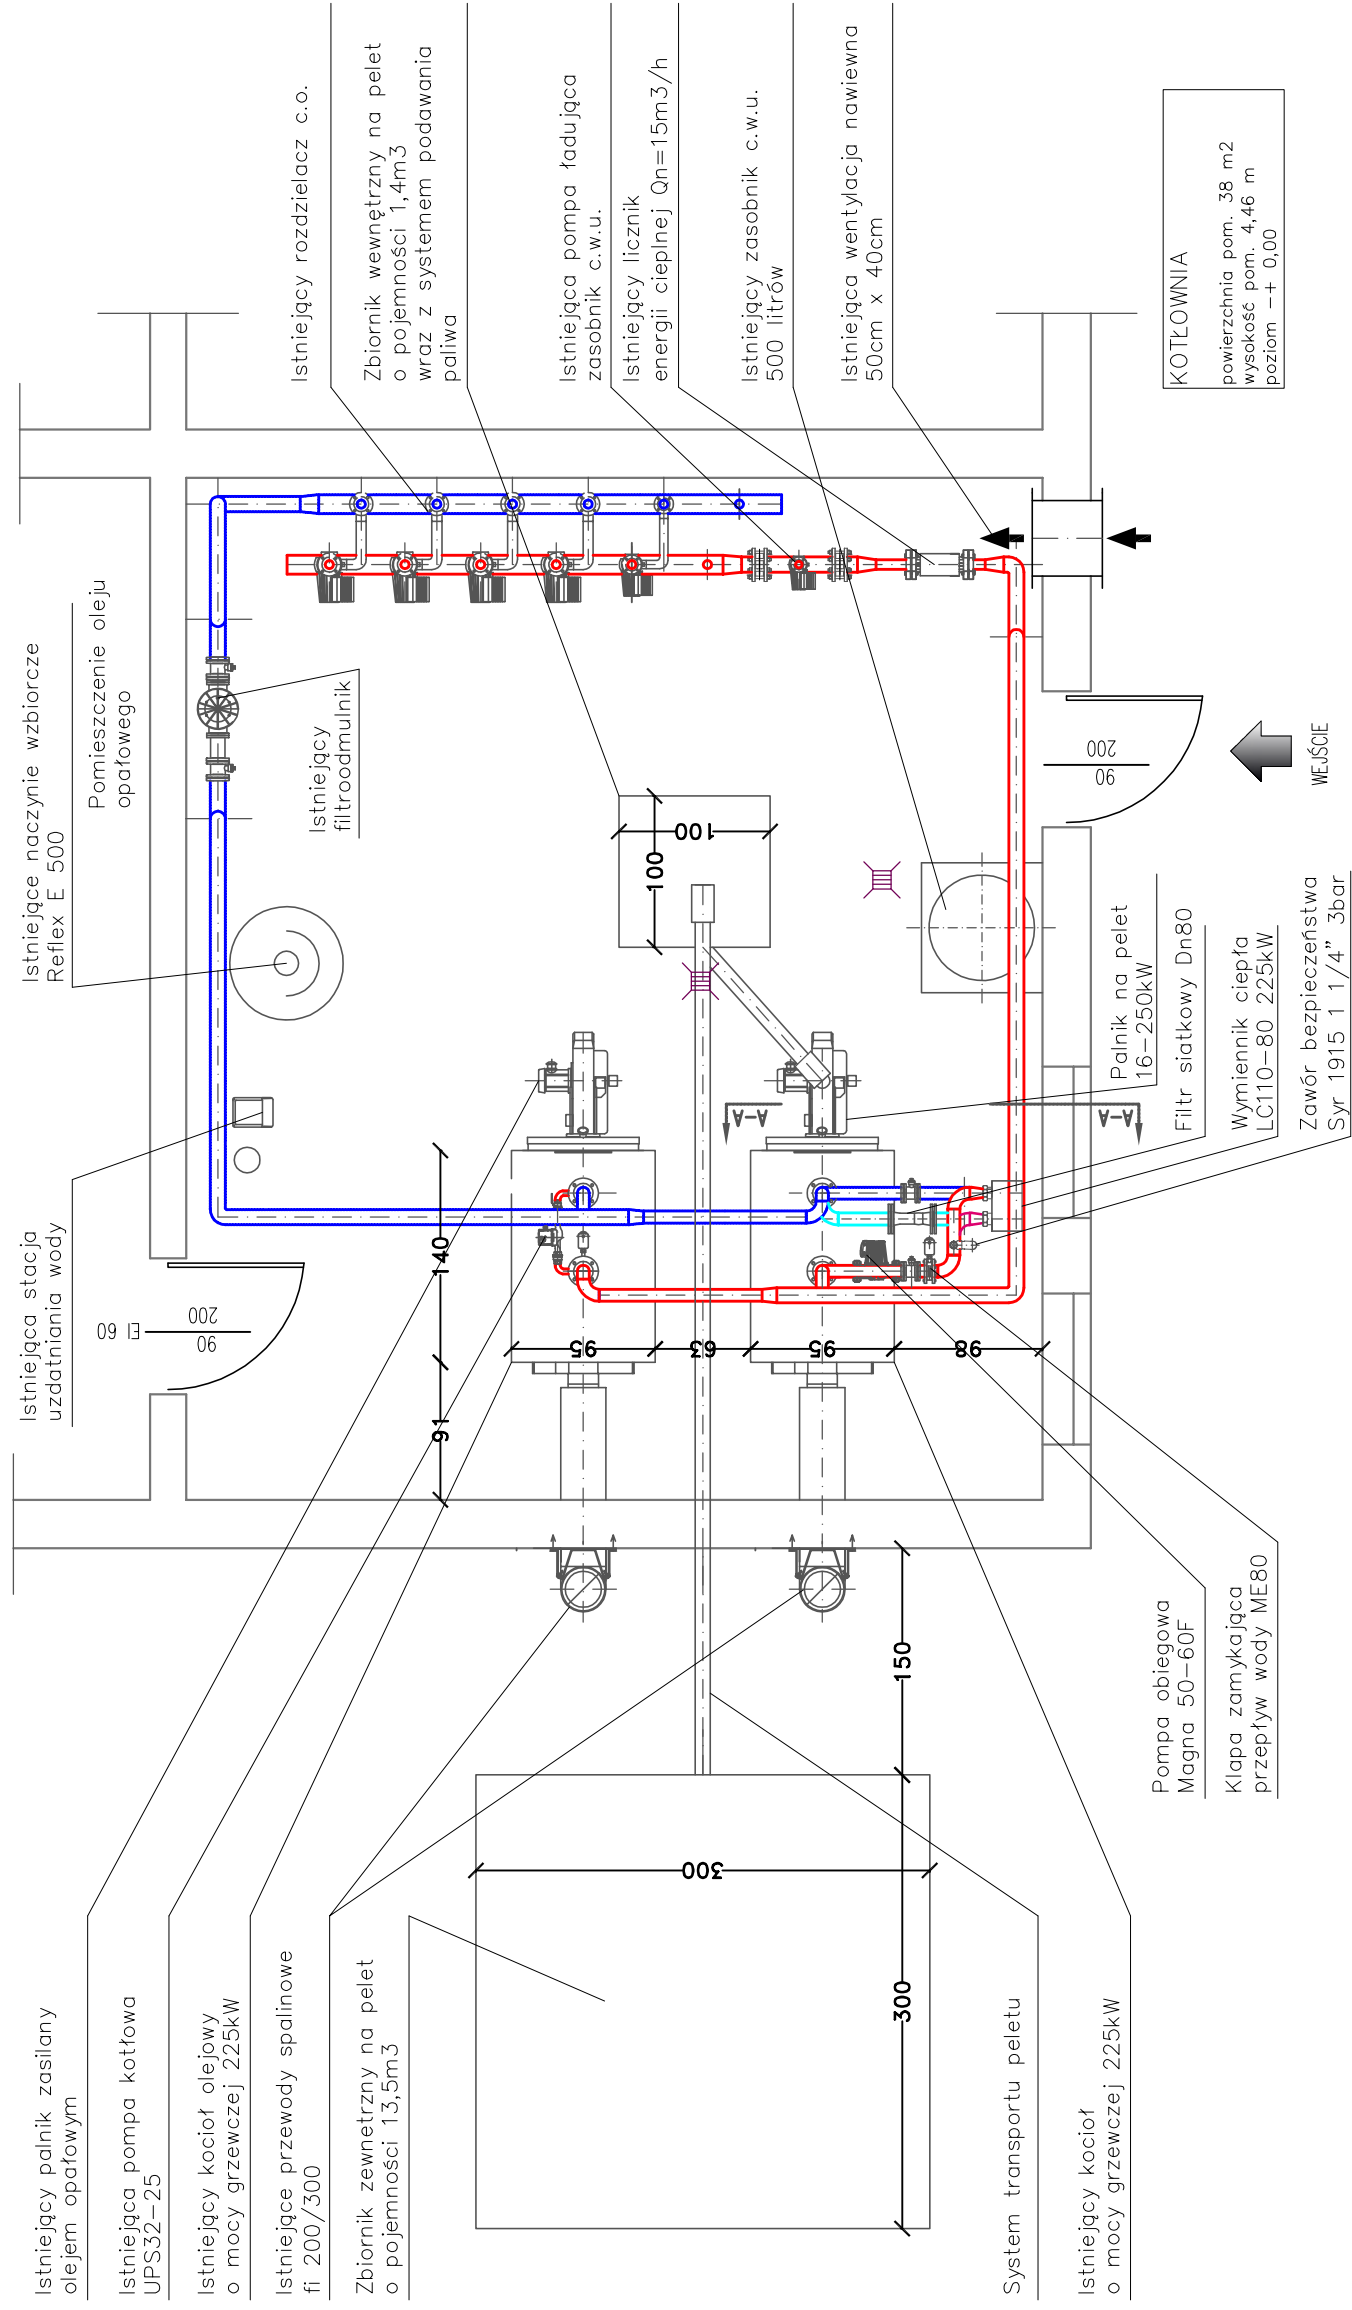 Istniejący palnik zasilany
olejem opałowym
Istniejąca pompa kotłowa
UPS32-25
Istniejący kocioł olejowy
o mocy grzewczej 225kW
Istniejące przewody spalinowe
fi 200/300
Zbiornik zewnetrzny na pelet
o pojemności 13,5m3
System transportu peletu
Istniejący kocioł
o mocy grzewczej 225kW
Pompa obiegowa
Magna 50-60F
Klapa zamykająca
przepływ wody ME80
Istniejąca stacja
uzdatniania wody
Istniejące naczynie wzbiorcze
Reflex E 500
Pomieszczenie oleju
opałowego
Istniejący
filtroodmulnik
Istniejący rozdzielacz c.o.
Zbiornik wewnętrzny na pelet
o pojemności 1,4m3
wraz z systemem podawania
paliwa
Istniejąca pompa ładująca
zasobnik c.w.u.
Istniejący licznik
energii cieplnej Qn=15m3/h
Istniejący zasobnik c.w.u.
500 litrów
Istniejąca wentylacja nawiewna
50cm x 40cm
KOTŁOWNIA
powierzchnia pom. 38 m2
wysokość pom. 4,46 m
poziom -+ 0,00
WEJŚCIE
Palnik na pelet
16-250kW
Filtr siatkowy Dn80
Wymiennik ciepła
LC110-80 225kW
Zawór bezpieczeństwa
Syr 1915 1 1/4" 3bar
90
200
EI 60
90
200
A-A
A-A
100
100
140
91
95
63
95
98
150
300
300